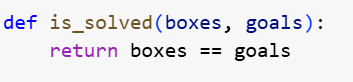 def is_solved(boxes, goals):
    return boxes == goals